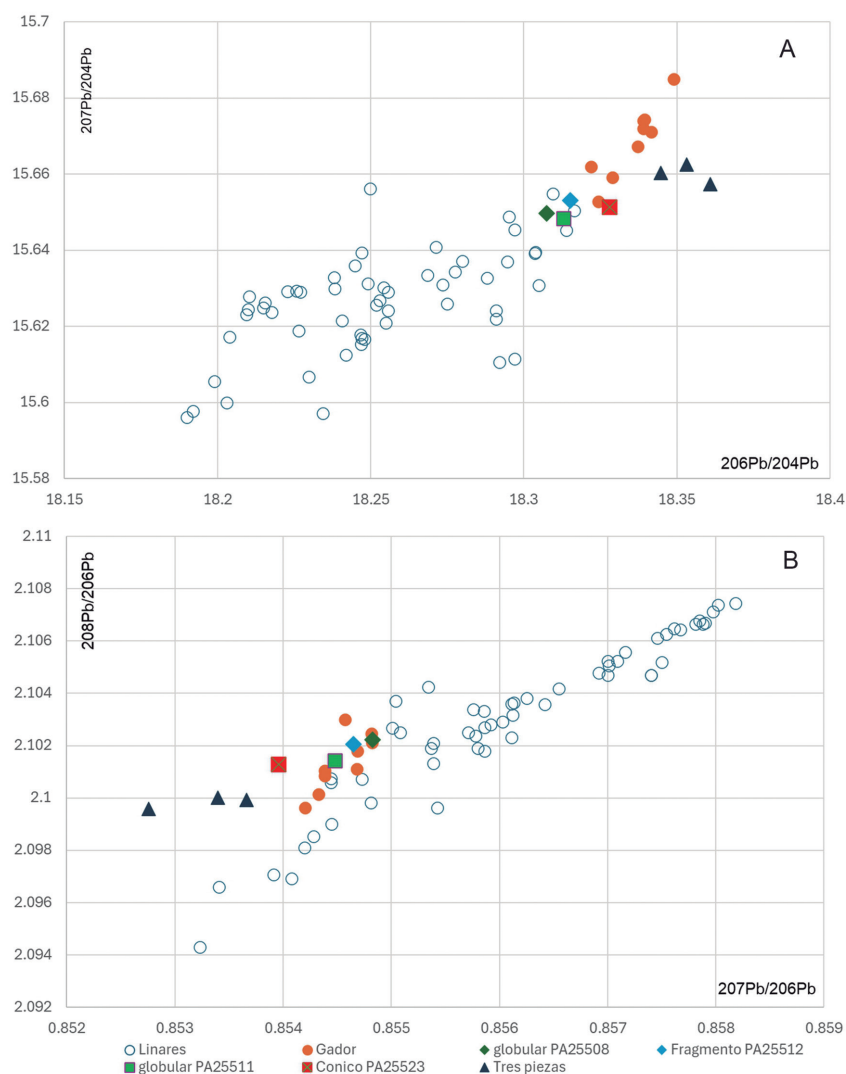 15.7
207Pb/204Pb
A
15.68
15.66
15.64
15.62
15.6
15.58
206Pb/204Pb
18.15 18.2 18.25 18.3 18.35 18.4
2.11
208Pb/206Pb
B
2.108
2.106
2.104
2.102
2.1
2.098
2.096
2.094
2.092
207Pb/206Pb
0.852 0.853 0.854 0.855 0.856 0.857 0.858 0.859
Linares Gador globular PA25508 Fragmento PA25512
globular PA25511 Conico PA25523 Tres piezas